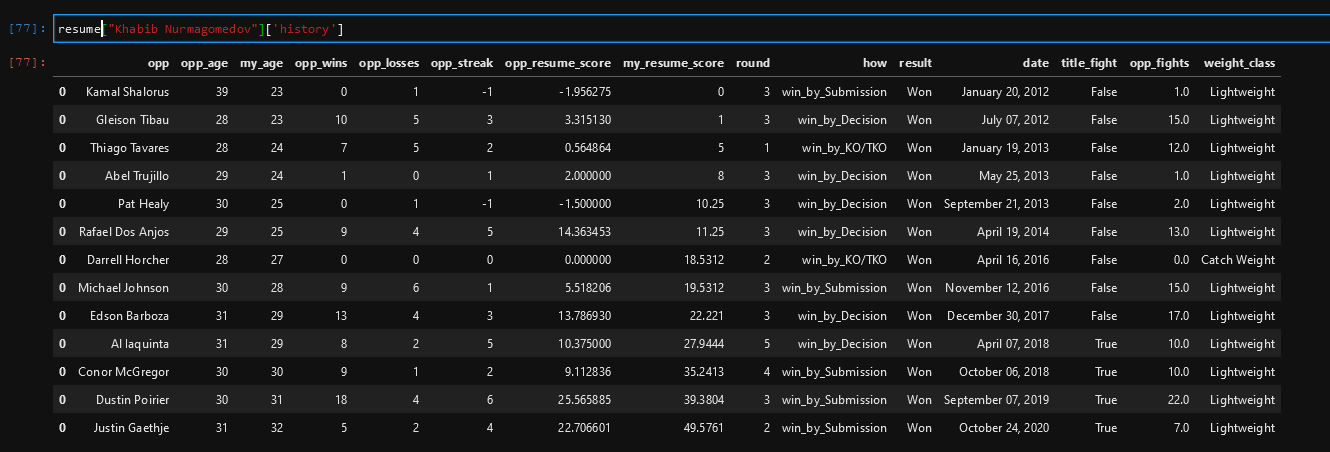 [77]: resume["Khabib Nurmagomedov"]['history']
[77]: opp opp_age my_age opp_wins opp_losses opp_streak opp_resume_score my_resume_score round how result date title_fight opp_fights weight_class
0 Kamal Shalorus 39 23 0 1 -1 -1.956275 0 3 win_by_Submission Won January 20, 2012 False 1.0 Lightweight
0 Gleison Tibau 28 23 10 5 3 3.315130 1 3 win_by_Decision Won July 07, 2012 False 15.0 Lightweight
0 Thiago Tavares 28 24 7 5 2 0.564864 5 1 win_by_KO/TKO Won January 19, 2013 False 12.0 Lightweight
0 Abel Trujillo 29 24 1 0 1 2.000000 8 3 win_by_Decision Won May 25, 2013 False 1.0 Lightweight
0 Pat Healy 30 25 0 1 -1 -1.500000 10.25 3 win_by_Decision Won September 21, 2013 False 2.0 Lightweight
0 Rafael Dos Anjos 29 25 9 4 5 14.363453 11.25 3 win_by_Decision Won April 19, 2014 False 13.0 Lightweight
0 Darrell Horcher 28 27 0 0 0 0.000000 18.5312 2 win_by_KO/TKO Won April 16, 2016 False 0.0 Catch Weight
0 Michael Johnson 30 28 9 6 1 5.518206 19.5312 3 win_by_Submission Won November 12, 2016 False 15.0 Lightweight
0 Edson Barboza 31 29 13 4 3 13.786930 22.221 3 win_by_Decision Won December 30, 2017 False 17.0 Lightweight
0 Al Iaquinta 31 29 8 2 5 10.375000 27.9444 5 win_by_Decision Won April 07, 2018 True 10.0 Lightweight
0 Conor McGregor 30 30 9 1 2 9.112836 35.2413 4 win_by_Submission Won October 06, 2018 True 10.0 Lightweight
0 Dustin Poirier 30 31 18 4 6 25.565885 39.3804 3 win_by_Submission Won September 07, 2019 True 22.0 Lightweight
0 Justin Gaethje 31 32 5 2 4 22.706601 49.5761 2 win_by_Submission Won October 24, 2020 True 7.0 Lightweight